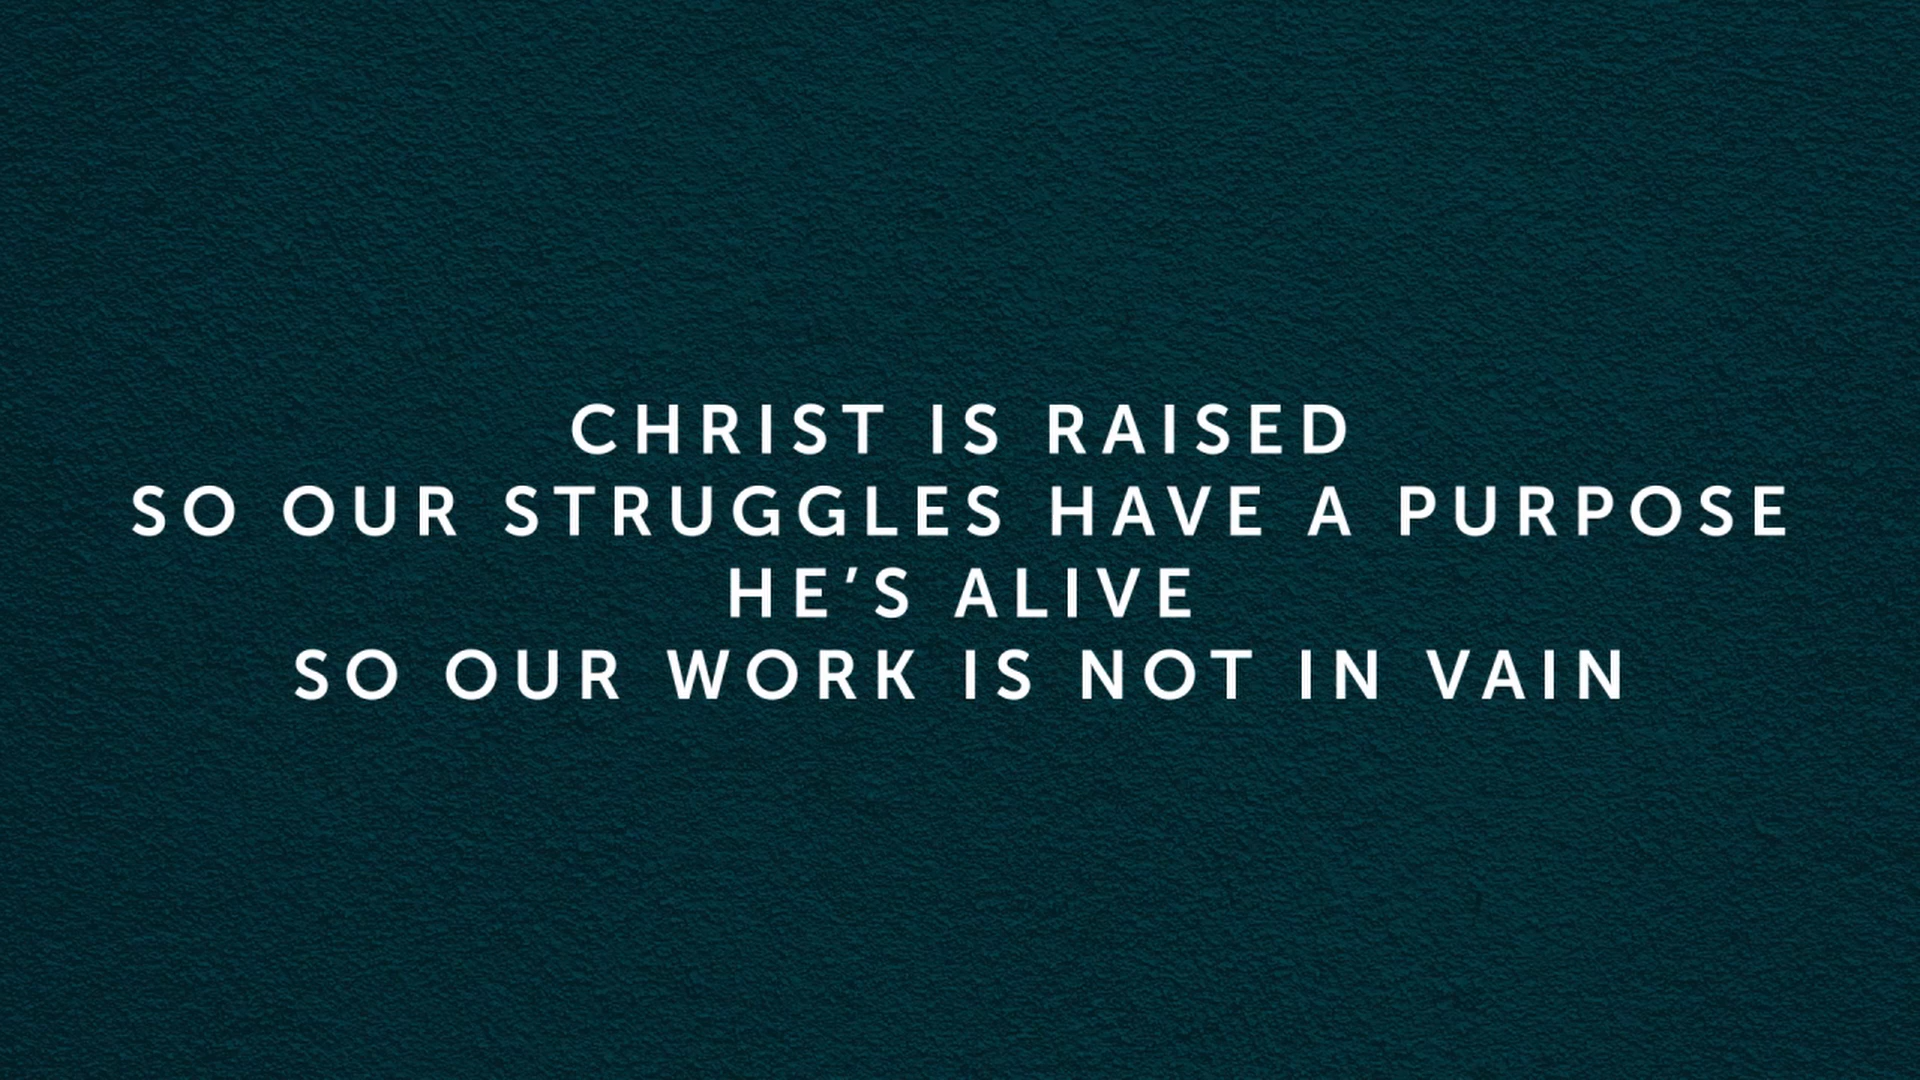 CHRIST IS RAISED
SO OUR STRUGGLES HAVE A PURPOSE
HE’S ALIVE
SO OUR WORK IS NOT IN VAIN